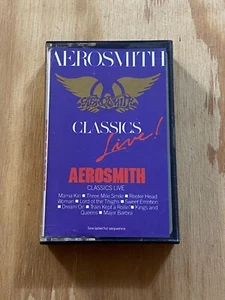 AEROSMITH
AEROSMITH
CLASSICS
Live!
AEROSMITH
CLASSICS LIVE
Mama Kin ■ Three Mile Smile ■ Reefer Head
Woman ■ Lord of the Thighs ■ Sweet Emotion
■ Dream On ■ Train Kept a Rollin' ■ Kings and
Queens ■ Major Barbra